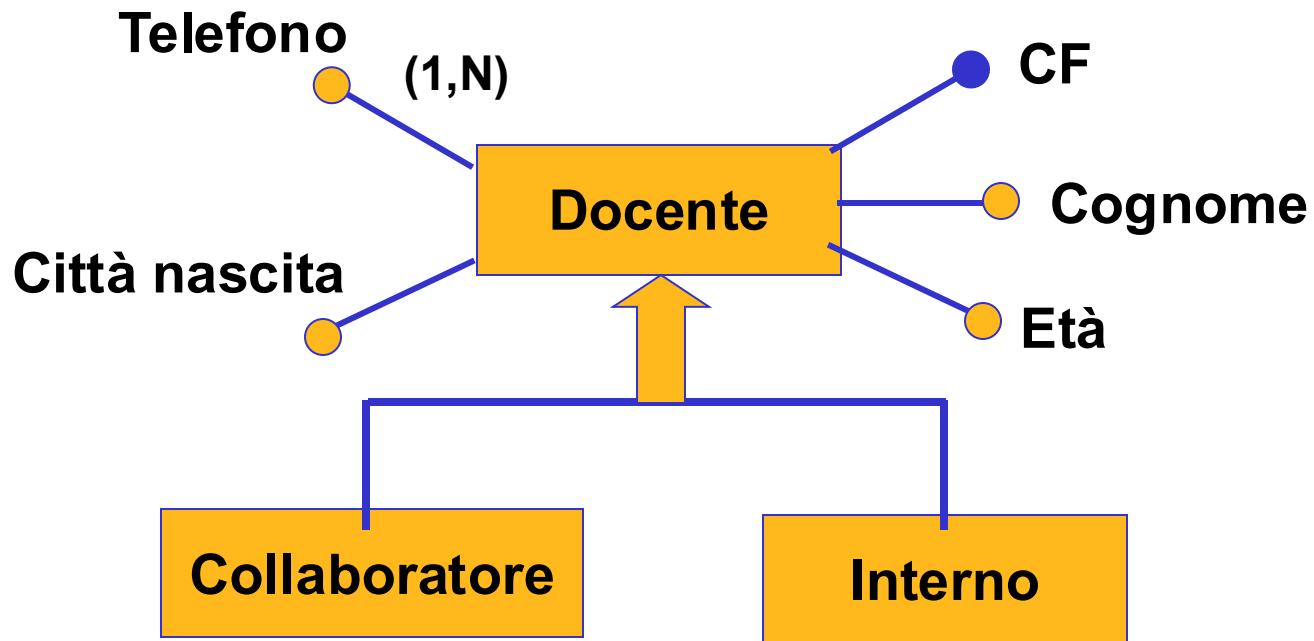 Telefono
(1,N)
CF
Docente
Cognome
Città nascita
Età
Collaboratore
Interno